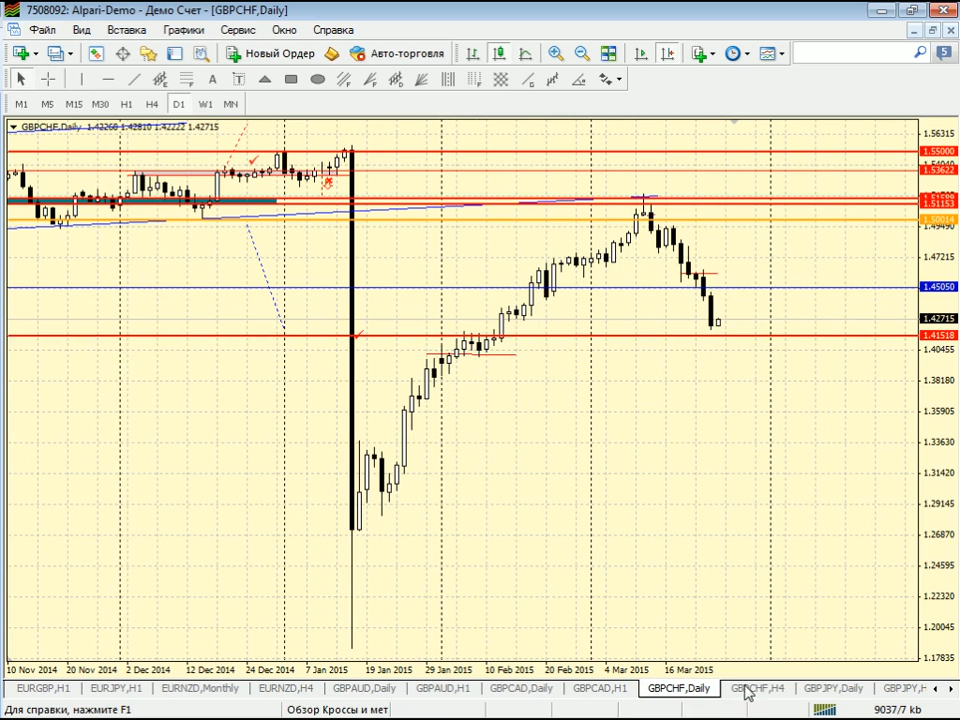 7508092: Alpari-Demo - Демо Счет - [GBPCHF,Daily]
Файл Вид Вставка Графики Сервис Окно Справка
Новый Ордер Авто-торговля 5
A T
M1 M5 M15 M30 H1 H4 D1 W1 MN
GBPCHF,Daily 1.42266 1.42810 1.42222 1.42715
1.56315
1.55000
1.53622
1.51153
1.50014
1.49490
1.47215
1.45050
1.42715
1.41518
1.40455
1.38180
1.35905
1.33630
1.31420
1.29145
1.26870
1.24595
1.22320
1.20045
1.17835
10 Nov 2014 20 Nov 2014 2 Dec 2014 12 Dec 2014 24 Dec 2014 7 Jan 2015 19 Jan 2015 29 Jan 2015 10 Feb 2015 20 Feb 2015 4 Mar 2015 16 Mar 2015
EURGBP,H1 EURJPY,H1 EURNZD,Monthly EURNZD,H4 GBPAUD,Daily GBPAUD,H1 GBPCAD,Daily GBPCAD,H1 GBPCHF,Daily GBPCHF,H4 GBPJPY,Daily GBPJPY,H
Для справки, нажмите F1 Обзор Кроссы и мет 9037/7 kb